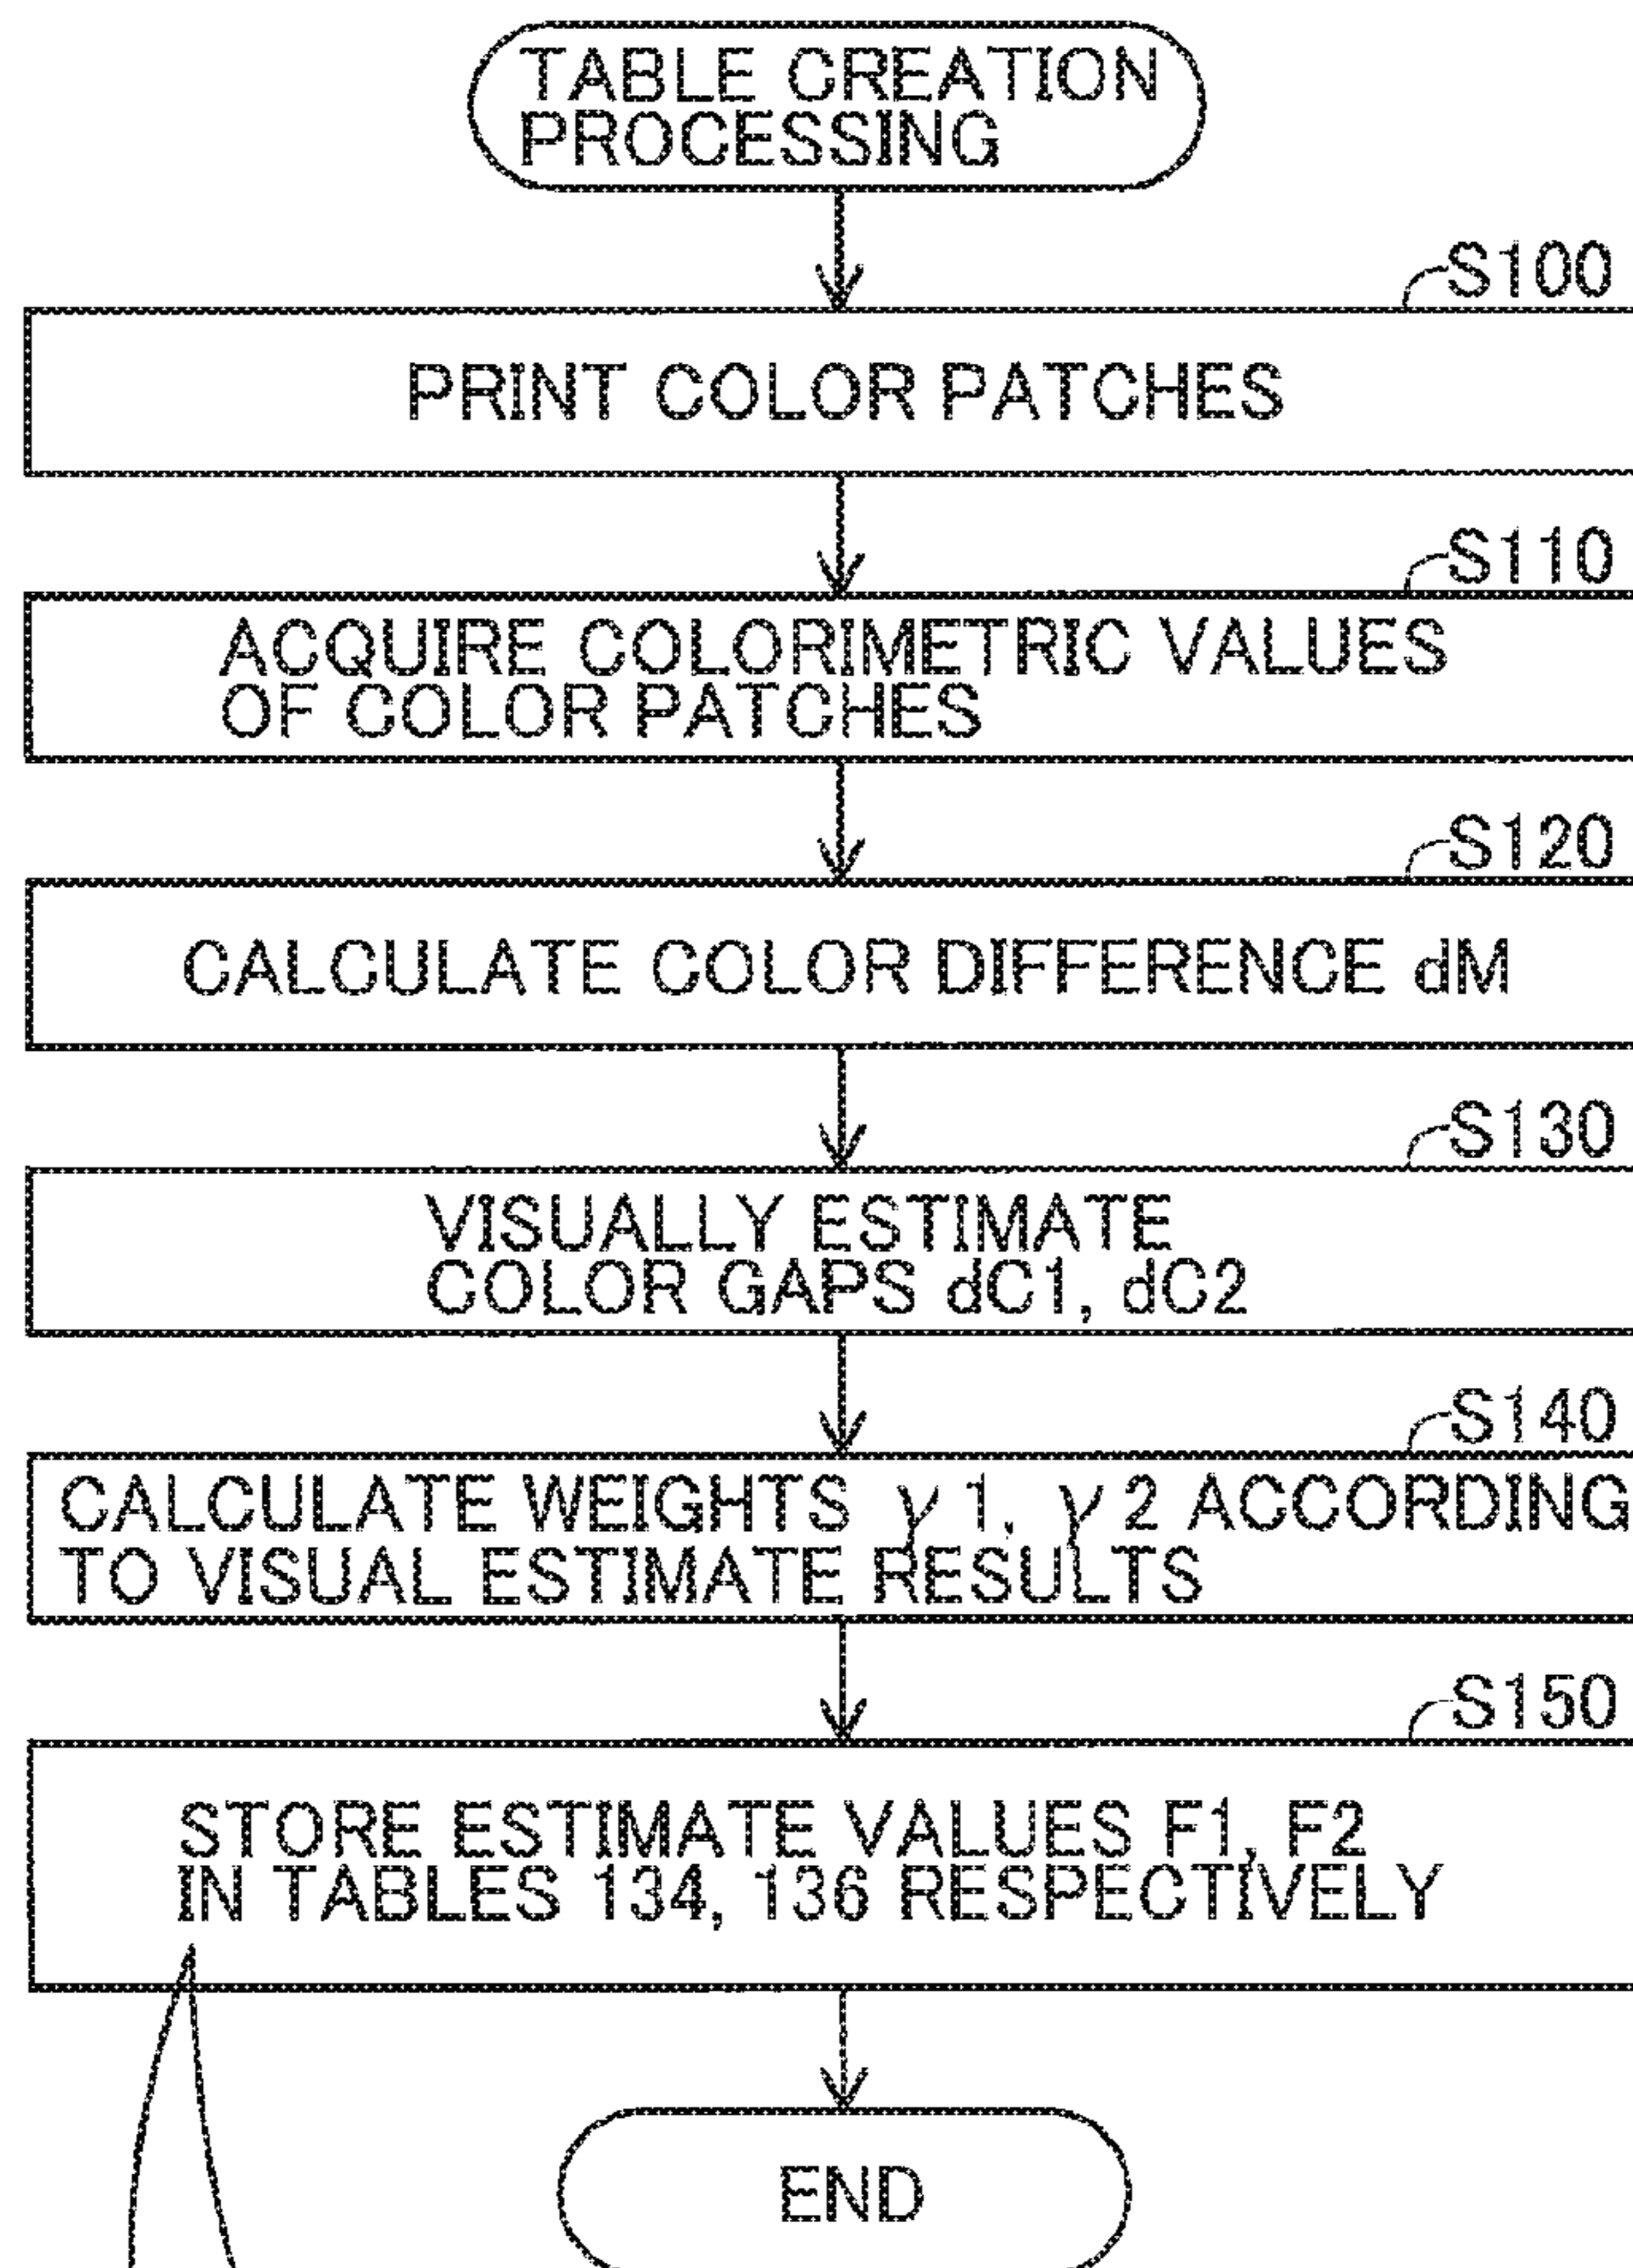 TABLE CREATION
PROCESSING
S100
PRINT COLOR PATCHES
S110
ACQUIRE COLORIMETRIC VALUES
OF COLOR PATCHES
S120
CALCULATE COLOR DIFFERENCE dM
S130
VISUALLY ESTIMATE
COLOR GAPS dC1, dC2
S140
CALCULATE WEIGHTS γ1, γ2 ACCORDING
TO VISUAL ESTIMATE RESULTS
S150
STORE ESTIMATE VALUES F1, F2
IN TABLES 134, 136 RESPECTIVELY
END